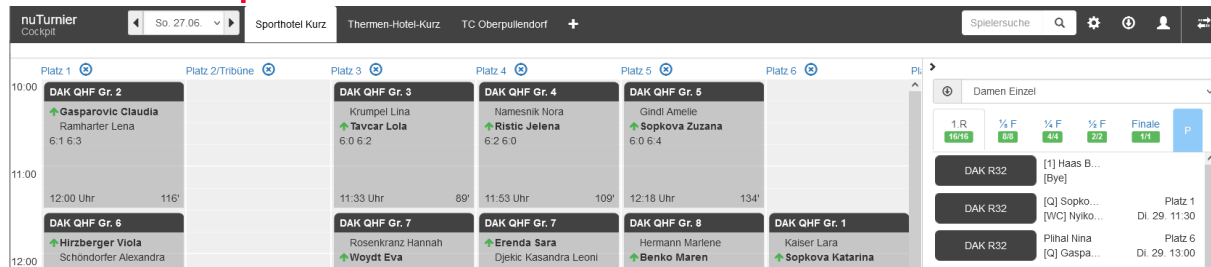 nuTurnier
Cockpit
So. 27.06.
Sporthotel Kurz
Thermen-Hotel-Kurz
TC Oberpullendorf
Spielersuche
Platz 1
Platz 2/Tribüne
Platz 3
Platz 4
Platz 5
Platz 6
10:00
11:00
12:00
DAK QHF Gr. 2
Gasparovic Claudia
Ramharter Lena
6:1 6:3
12:00 Uhr 116'
DAK QHF Gr. 3
Krumpel Lina
Tavcar Lola
6:0 6:2
11:33 Uhr 89'
DAK QHF Gr. 4
Namesnik Nora
Ristic Jelena
6:2 6:0
11:53 Uhr 109'
DAK QHF Gr. 5
Gindl Amelie
Sopkova Zuzana
6:0 6:4
12:18 Uhr 134'
DAK QHF Gr. 6
Hirzberger Viola
Schöndorfer Alexandra
DAK QHF Gr. 7
Rosenkranz Hannah
Woydt Eva
DAK QHF Gr. 7
Erenda Sara
Djekic Kasandra Leoni
DAK QHF Gr. 8
Hermann Marlene
Benko Maren
DAK QHF Gr. 1
Kaiser Lara
Sopkova Katarina
Damen Einzel
1.R
16/16
⅛ F
8/8
¼ F
4/4
½ F
2/2
Finale
1/1
P
DAK R32
[1] Haas B...
[Bye]
DAK R32
[Q] Sopko... Platz 1
[WC] Nyiko... Di. 29. 11:30
DAK R32
Plihal Nina Platz 6
[Q] Gaspa... Di. 29. 13:00